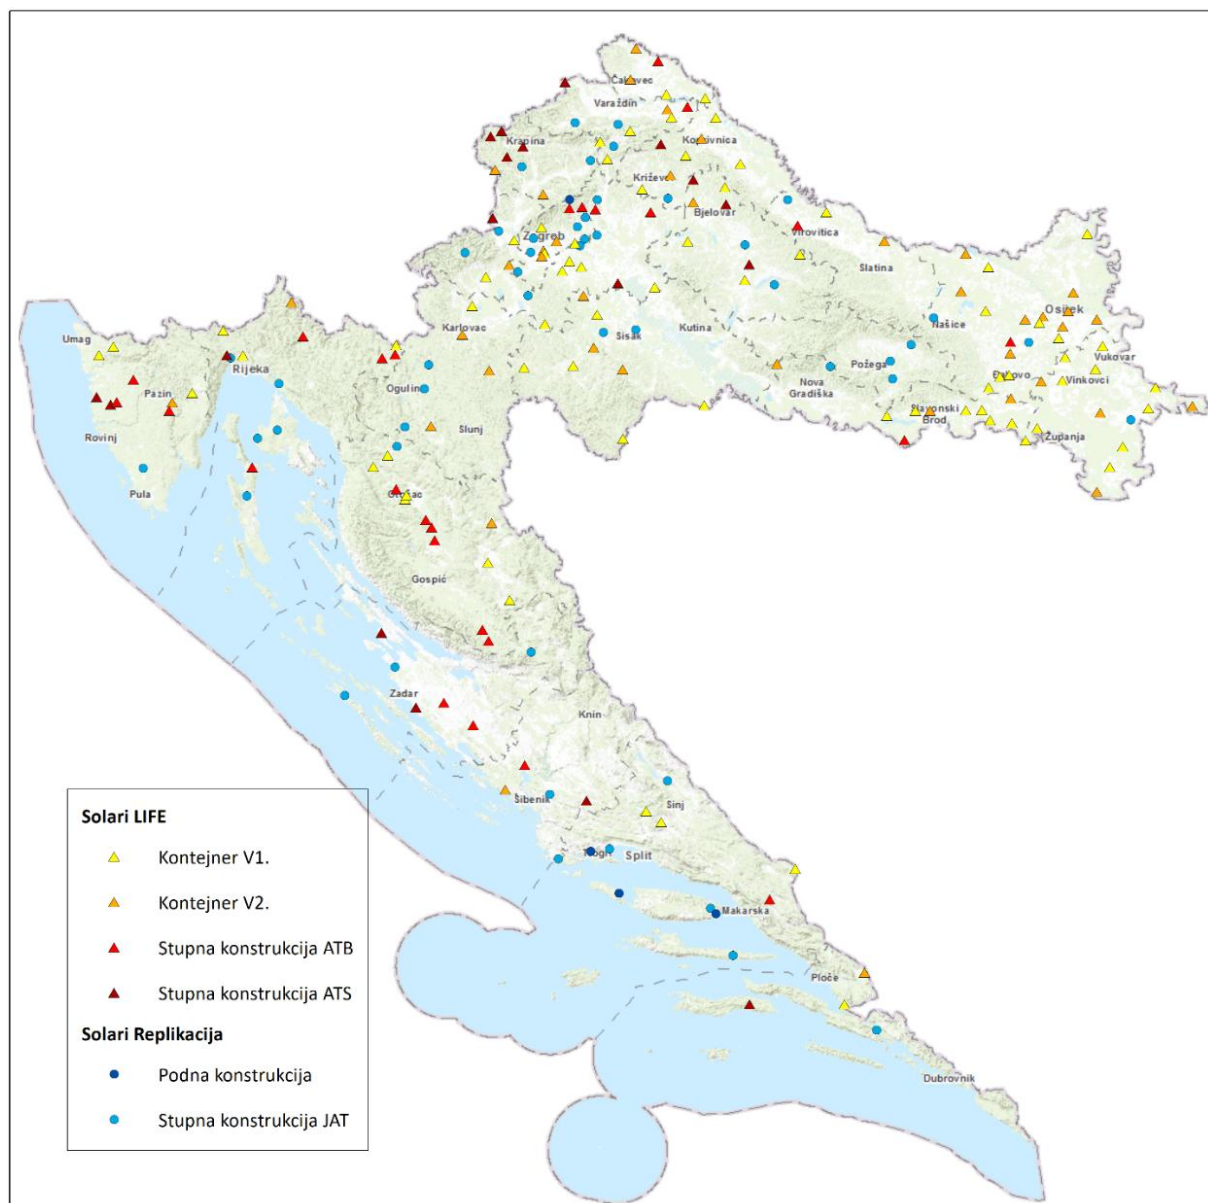 Čakovec
Varaždin
Krapina
Koprivnica
Križevci
Bjelovar
Virovitica
Zagreb
Slatina
Osijek
Našice
Karlovac
Sisak
Kutina
Umag
Rijeka
Požega
Vukovar
Ogulin
Đakovo
Vinkovci
Pazin
Nova
Gradiška
Slavonski
Brod
Slunj
Rovinj
Županja
Pula
Otočac
Gospić
Zadar
Knin
Šibenik
Sinj
Split
Makarska
Ploče
Dubrovnik
Solari LIFE
Kontejner V1.
Kontejner V2.
Stupna konstrukcija ATB
Stupna konstrukcija ATS
Solari Replikacija
Podna konstrukcija
Stupna konstrukcija JAT